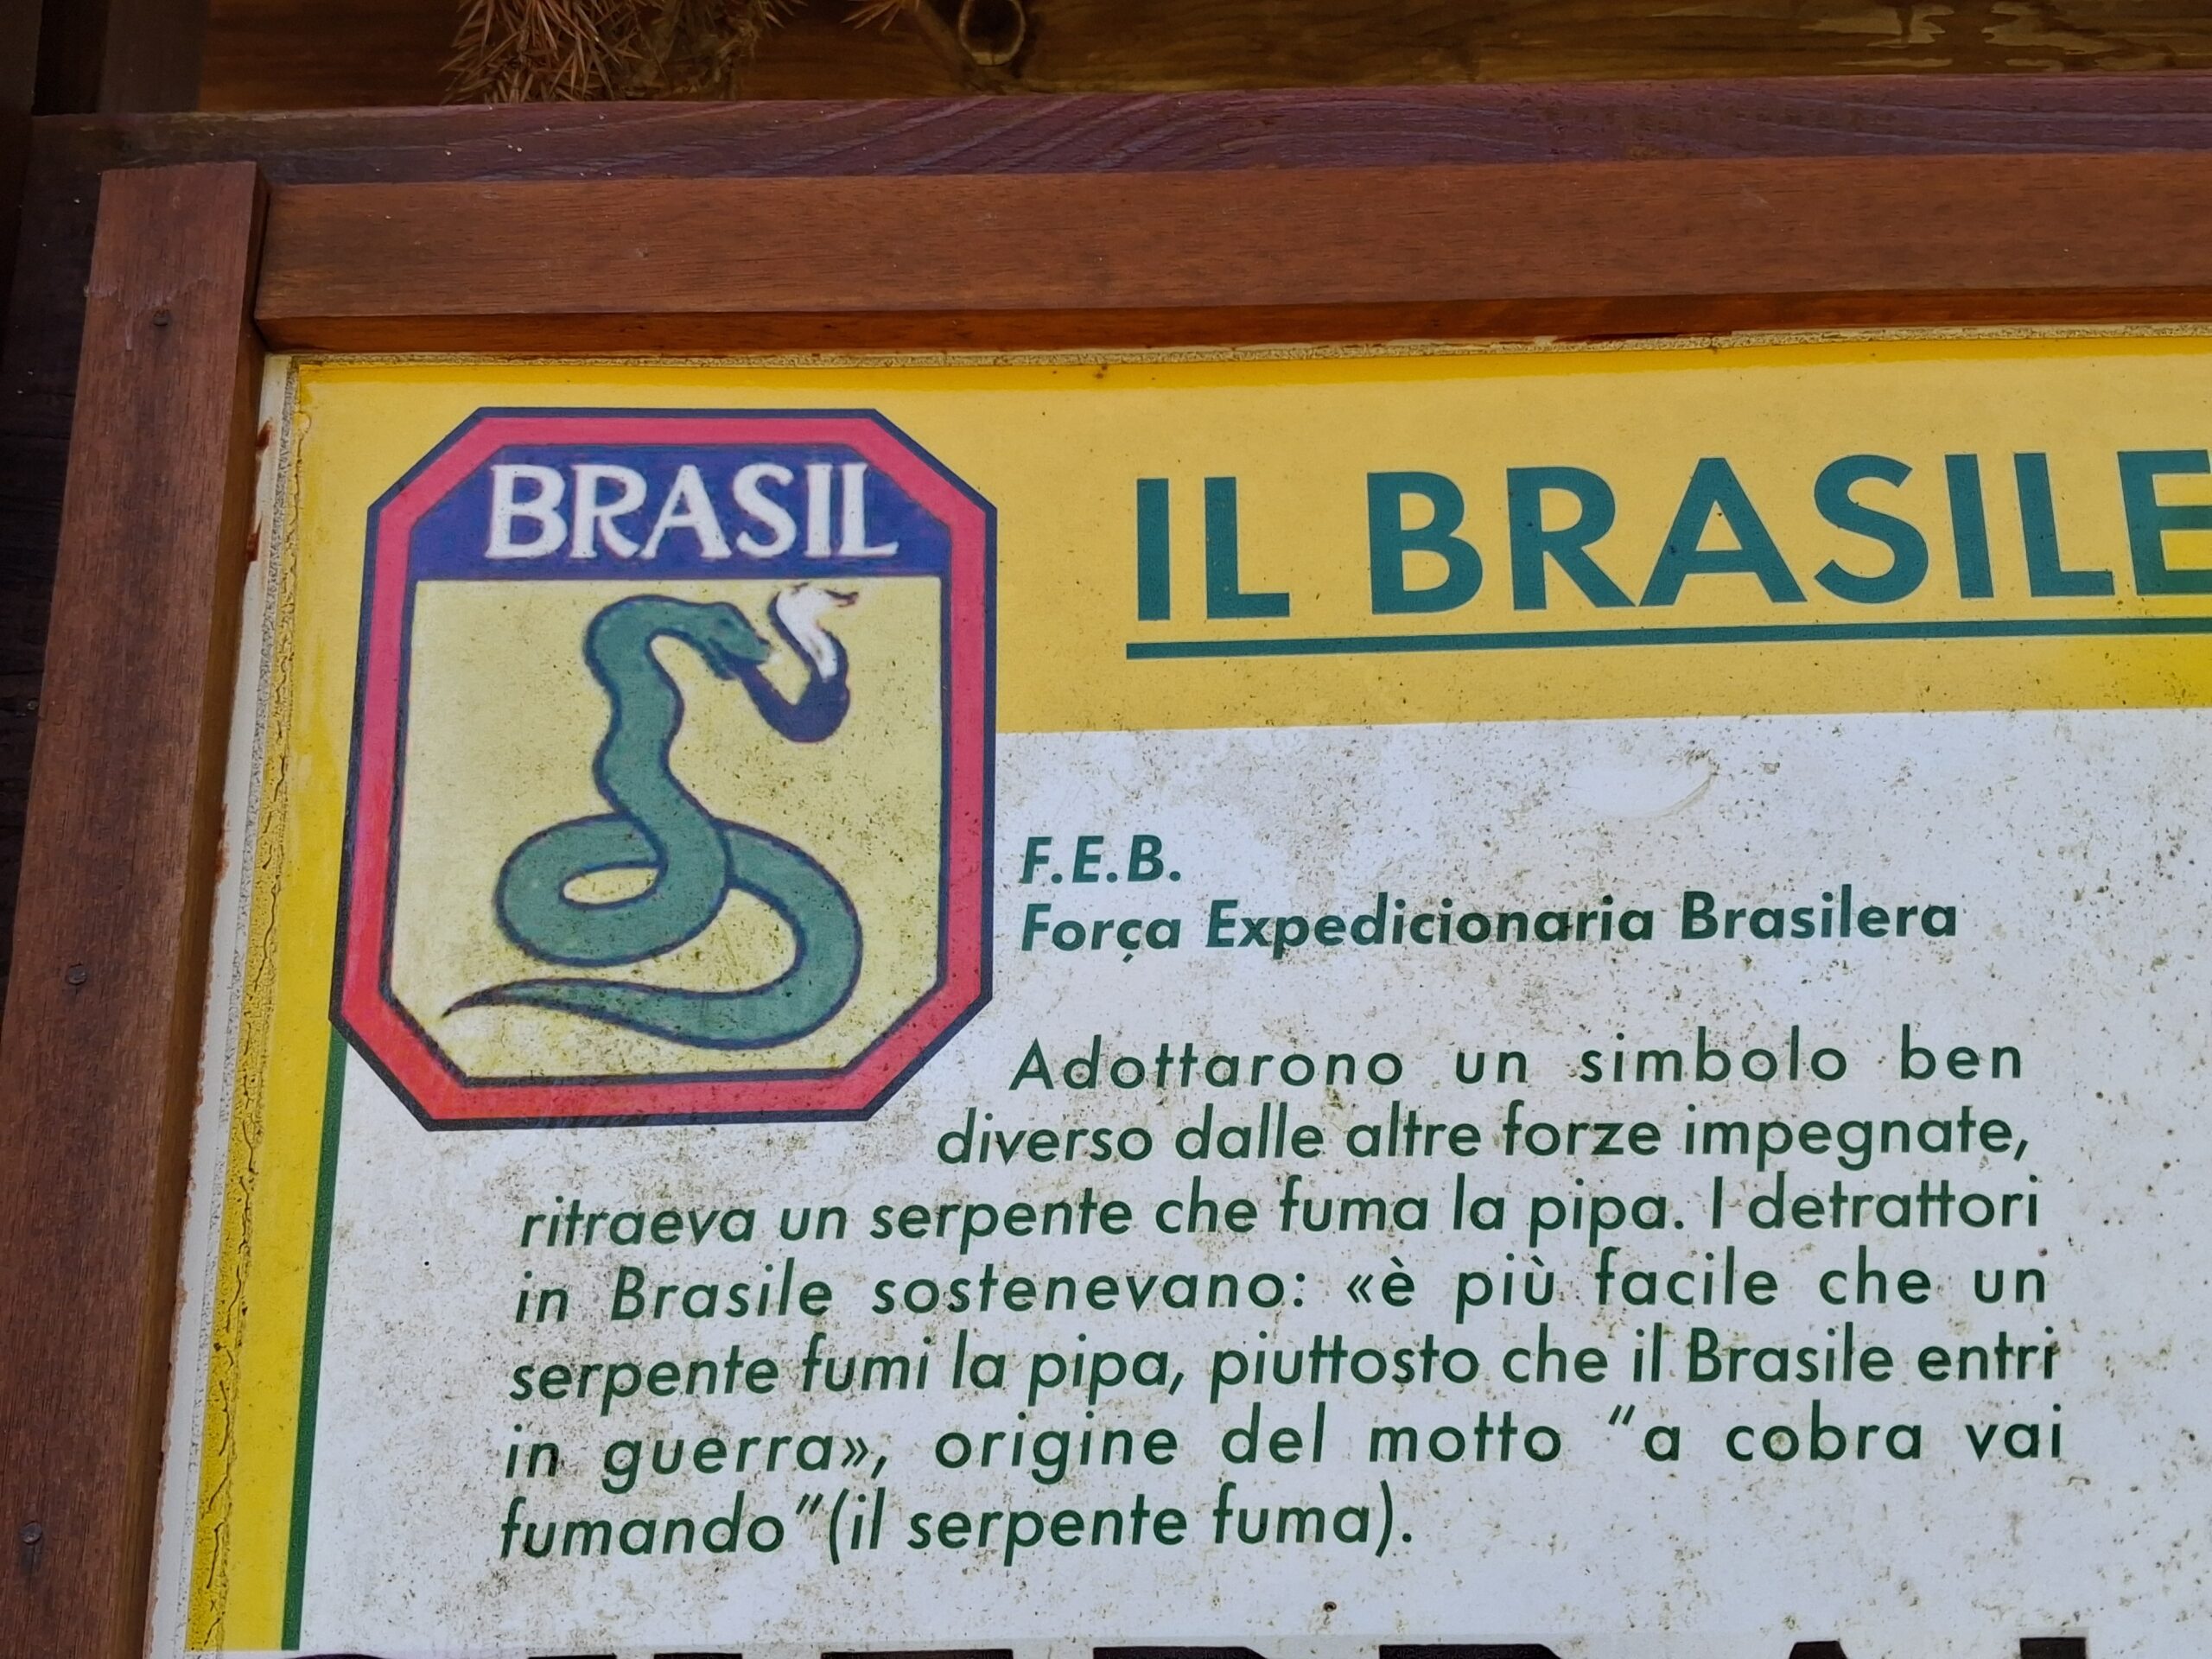 BRASIL
IL BRASILE
F.E.B.
Força Expedicionaria Brasilera
Adottarono un simbolo ben
diverso dalle altre forze impegnate,
ritraeva un serpente che fuma la pipa. I detrattori
in Brasile sostenevano: «è più facile che un
serpente fumi la pipa, piuttosto che il Brasile entri
in guerra», origine del motto "a cobra vai
fumando"(il serpente fuma).